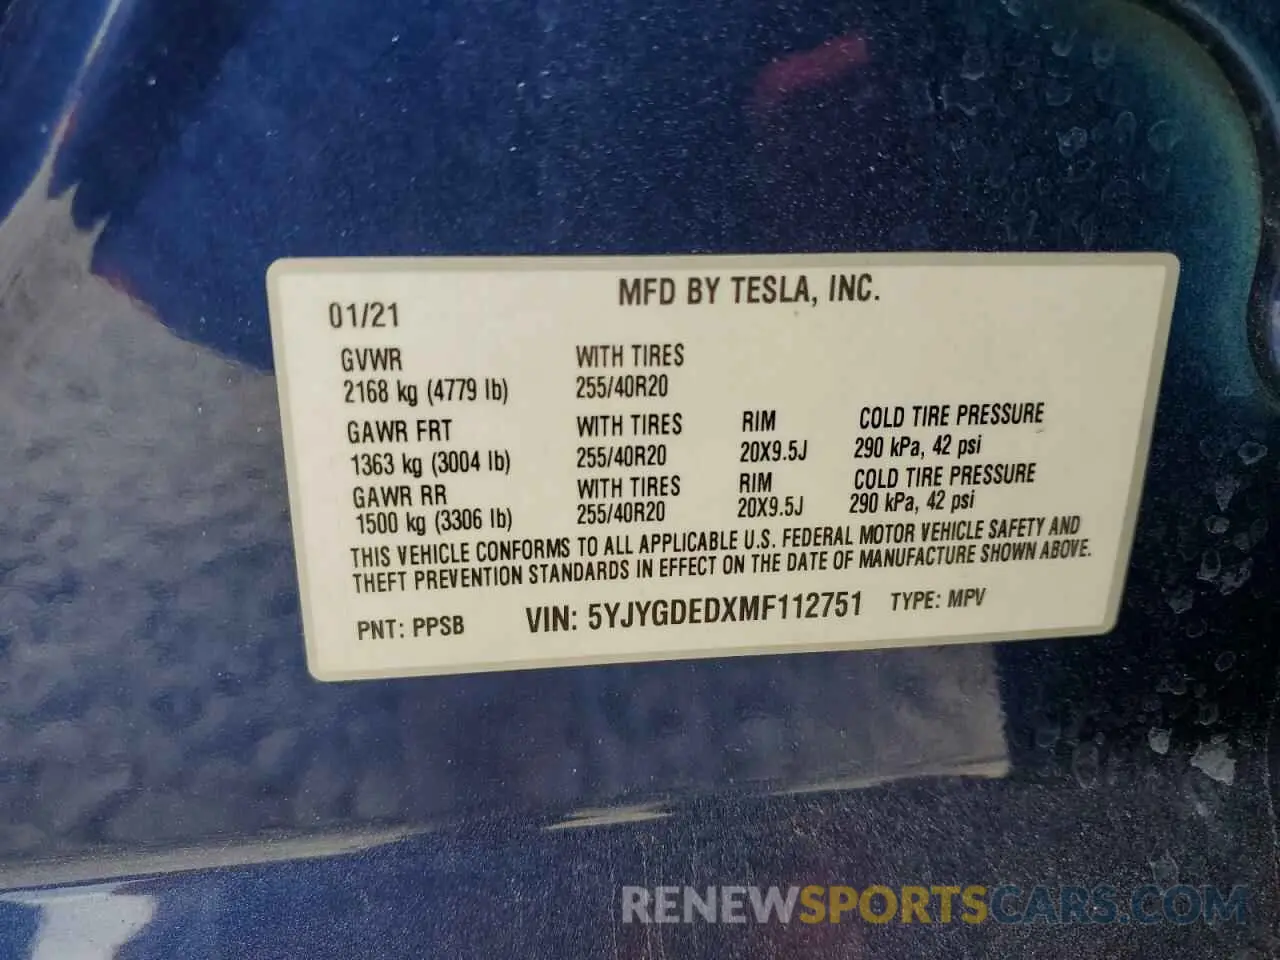 MFD BY TESLA, INC.
01/21
GVWR WITH TIRES
2168 kg (4779 lb) 255/40R20
GAWR FRT WITH TIRES RIM COLD TIRE PRESSURE
1363 kg (3004 lb) 255/40R20 20X9.5J 290 kPa, 42 psi
GAWR RR WITH TIRES RIM COLD TIRE PRESSURE
1500 kg (3306 lb) 255/40R20 20X9.5J 290 kPa, 42 psi
THIS VEHICLE CONFORMS TO ALL APPLICABLE U.S. FEDERAL MOTOR VEHICLE SAFETY AND
THEFT PREVENTION STANDARDS IN EFFECT ON THE DATE OF MANUFACTURE SHOWN ABOVE.
PNT: PPSB VIN: 5YJYGDEDXMF112751 TYPE: MPV
RENEWSPORTSCARS.COM